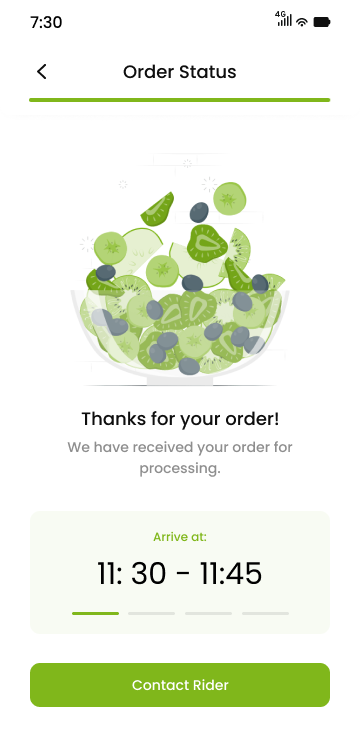 7:30
4G
Order Status
Thanks for your order!
We have received your order for
processing.
Arrive at:
11: 30 - 11:45
Contact Rider